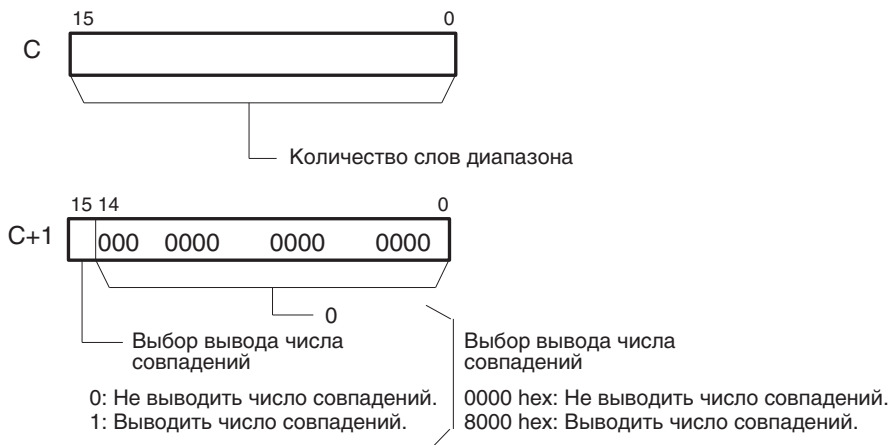 15 0
C
Количество слов диапазона
15 14 0
C+1
000 0000 0000 0000
0
Выбор вывода числа
совпадений
0: Не выводить число совпадений.
1: Выводить число совпадений.
Выбор вывода числа
совпадений
0000 hex: Не выводить число совпадений.
8000 hex: Выводить число совпадений.